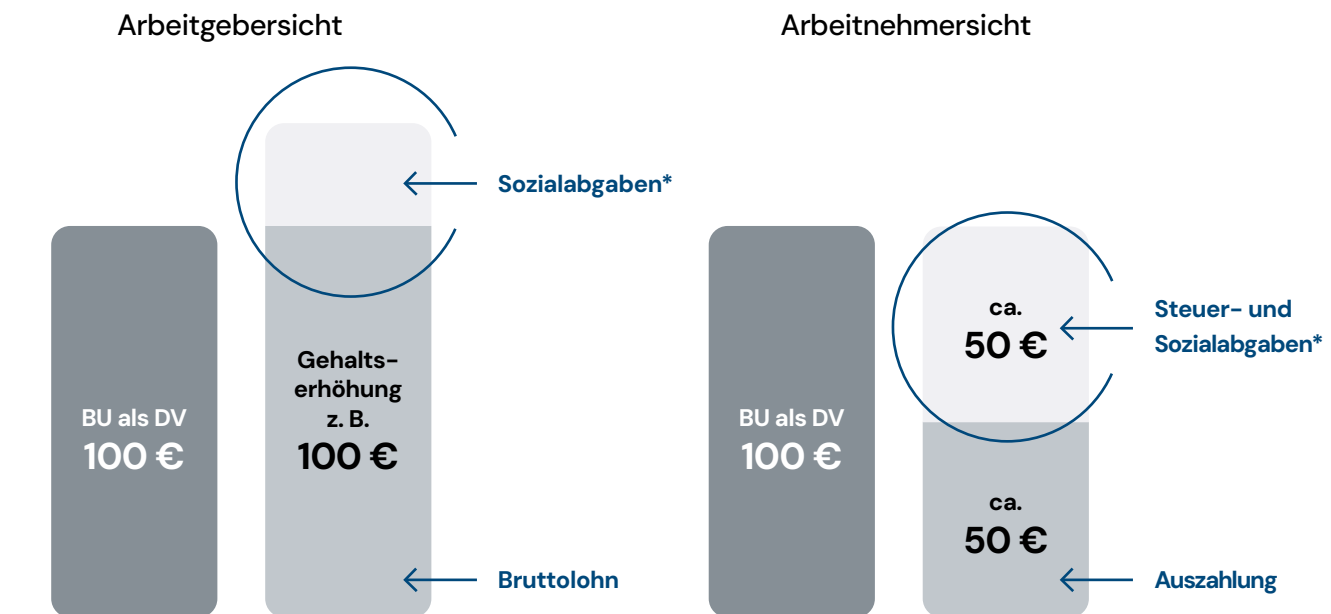 Arbeitgebersicht
Sozialabgaben*
Gehalts-
erhöhung
z. B.
100 €
BU als DV
100 €
Bruttolohn
Arbeitnehmersicht
ca.
50 €
Steuer- und
Sozialabgaben*
BU als DV
100 €
ca.
50 €
Auszahlung